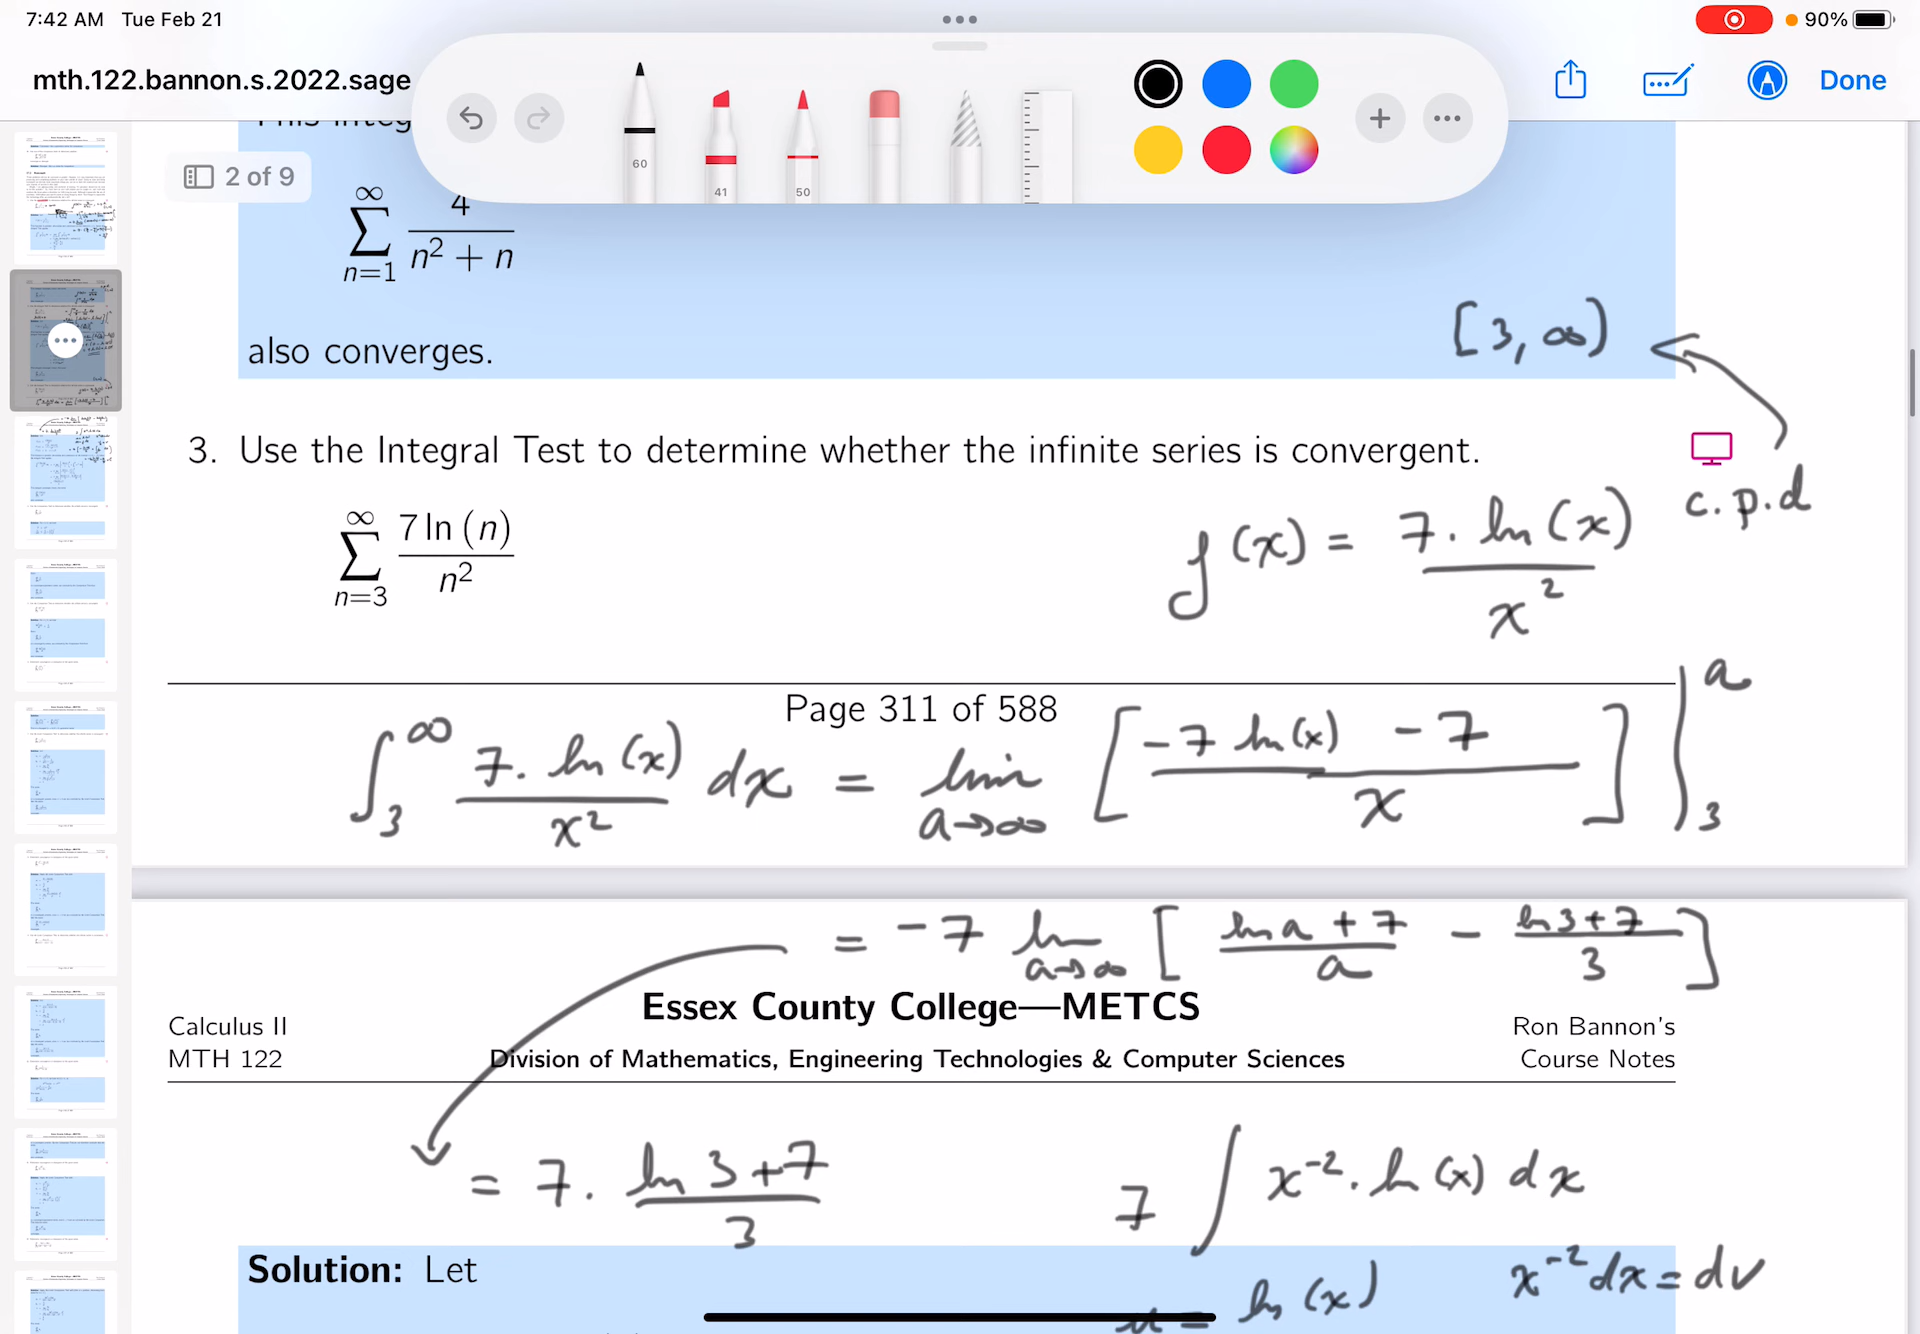 7:42 AM Tue Feb 21
90%
mth.122.bannon.s.2022.sage
Done
60
41
50
2 of 9
∞ 4
∑
n=1 n² + n
also converges.
[3, ∞)
3. Use the Integral Test to determine whether the infinite series is convergent.
c.p.d
∞ 7 ln (n)
∑
n=3 n²
f(x) = 7. ln(x)
x²
Page 311 of 588
∫₃^∞ 7. ln(x) / x² dx = lim a→∞ [ -7 ln(x) -7 / x ] |₃^a
= -7 lim a→∞ [ ln a + 7 / a - ln 3 + 7 / 3 ]
Essex County College—METCS
Calculus II
MTH 122
Division of Mathematics, Engineering Technologies & Computer Sciences
Ron Bannon's
Course Notes
= 7. ln 3 + 7 / 3
7 ∫ x⁻². ln(x) dx
Solution: Let
u = ln(x)
x⁻² dx = dv